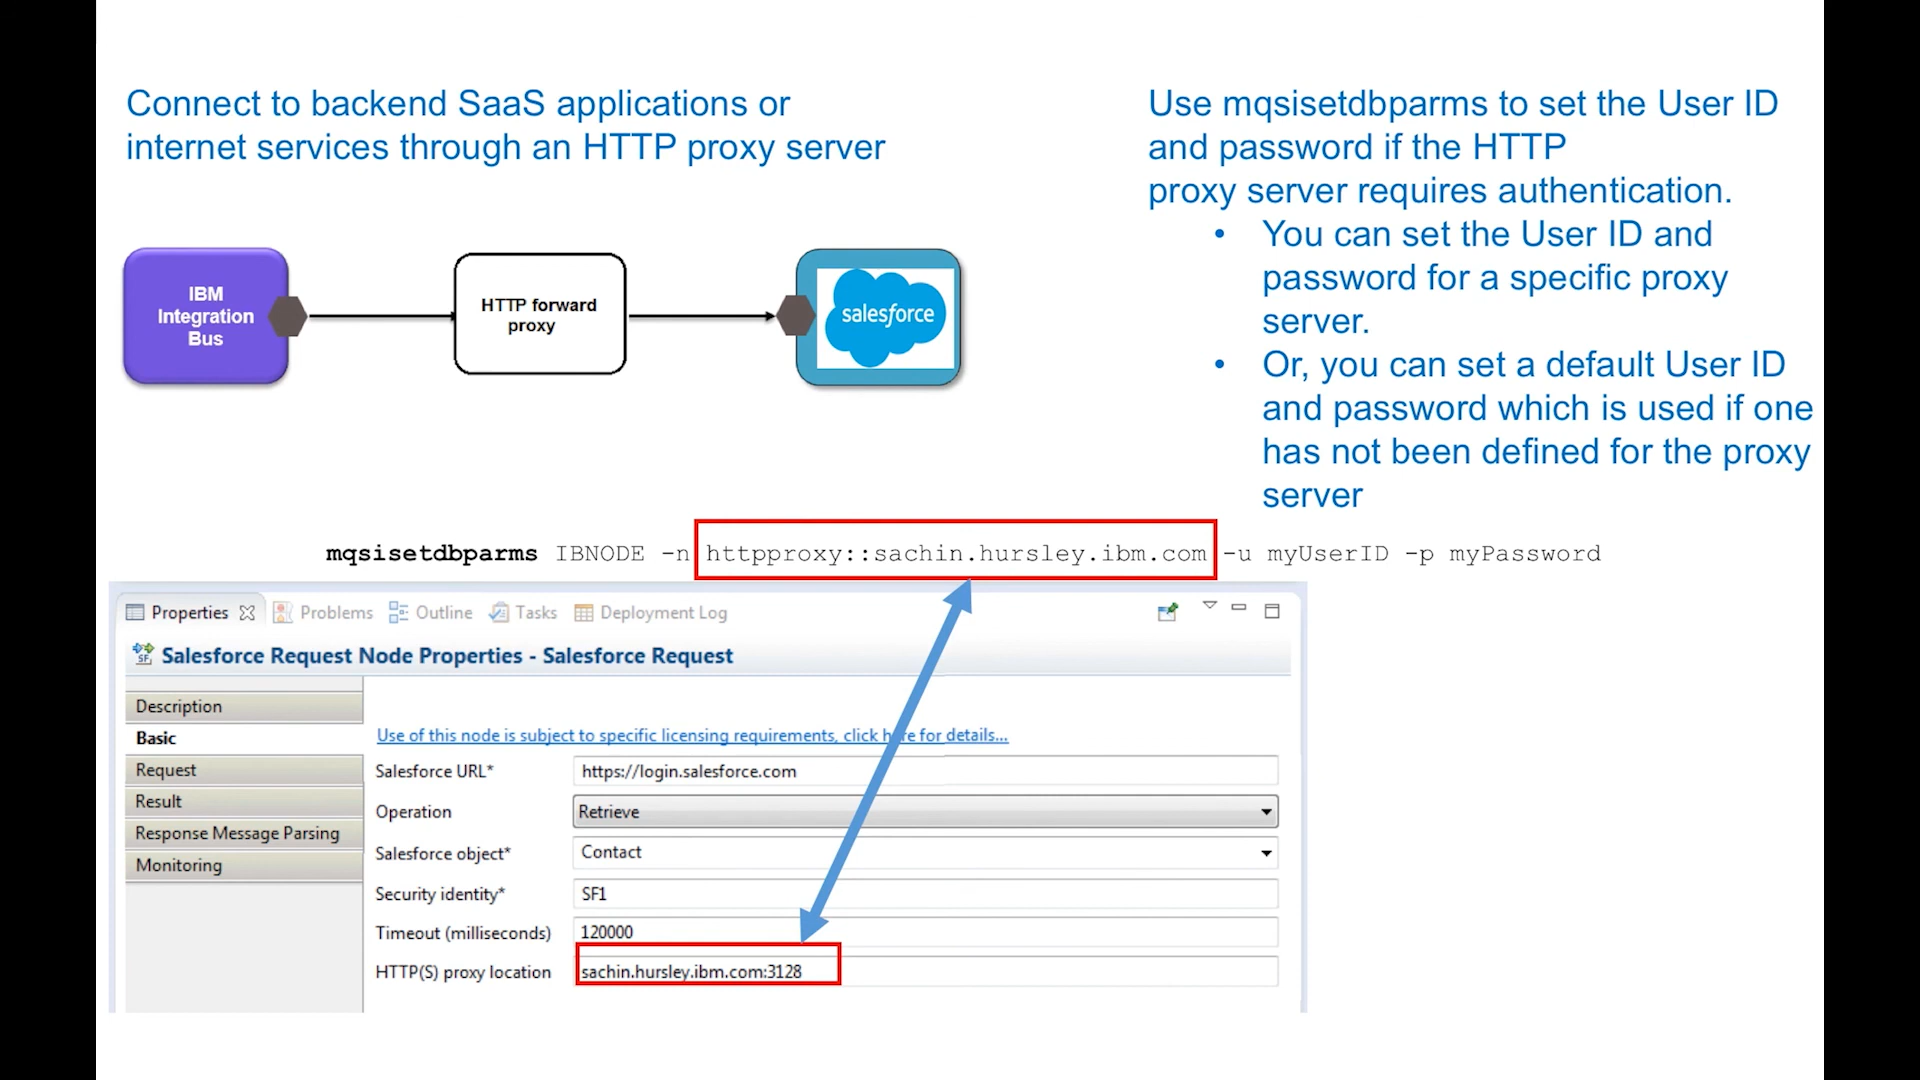 Connect to backend SaaS applications or
internet services through an HTTP proxy server
Use mqsisetdbparms to set the User ID
and password if the HTTP
proxy server requires authentication.
• You can set the User ID and
password for a specific proxy
server.
• Or, you can set a default User ID
and password which is used if one
has not been defined for the proxy
server
IBM
Integration
Bus
HTTP forward
proxy
salesforce
mqsisetdbparms IBNODE -n httpproxy::sachin.hursley.ibm.com -u myUserID -p myPassword
Properties Problems Outline Tasks Deployment Log
SF
Salesforce Request Node Properties - Salesforce Request
Description
Basic
Request
Result
Response Message Parsing
Monitoring
Use of this node is subject to specific licensing requirements, click here for details...
Salesforce URL* https://login.salesforce.com
Operation Retrieve
Salesforce object* Contact
Security identity* SF1
Timeout (milliseconds) 120000
HTTP(S) proxy location sachin.hursley.ibm.com:3128